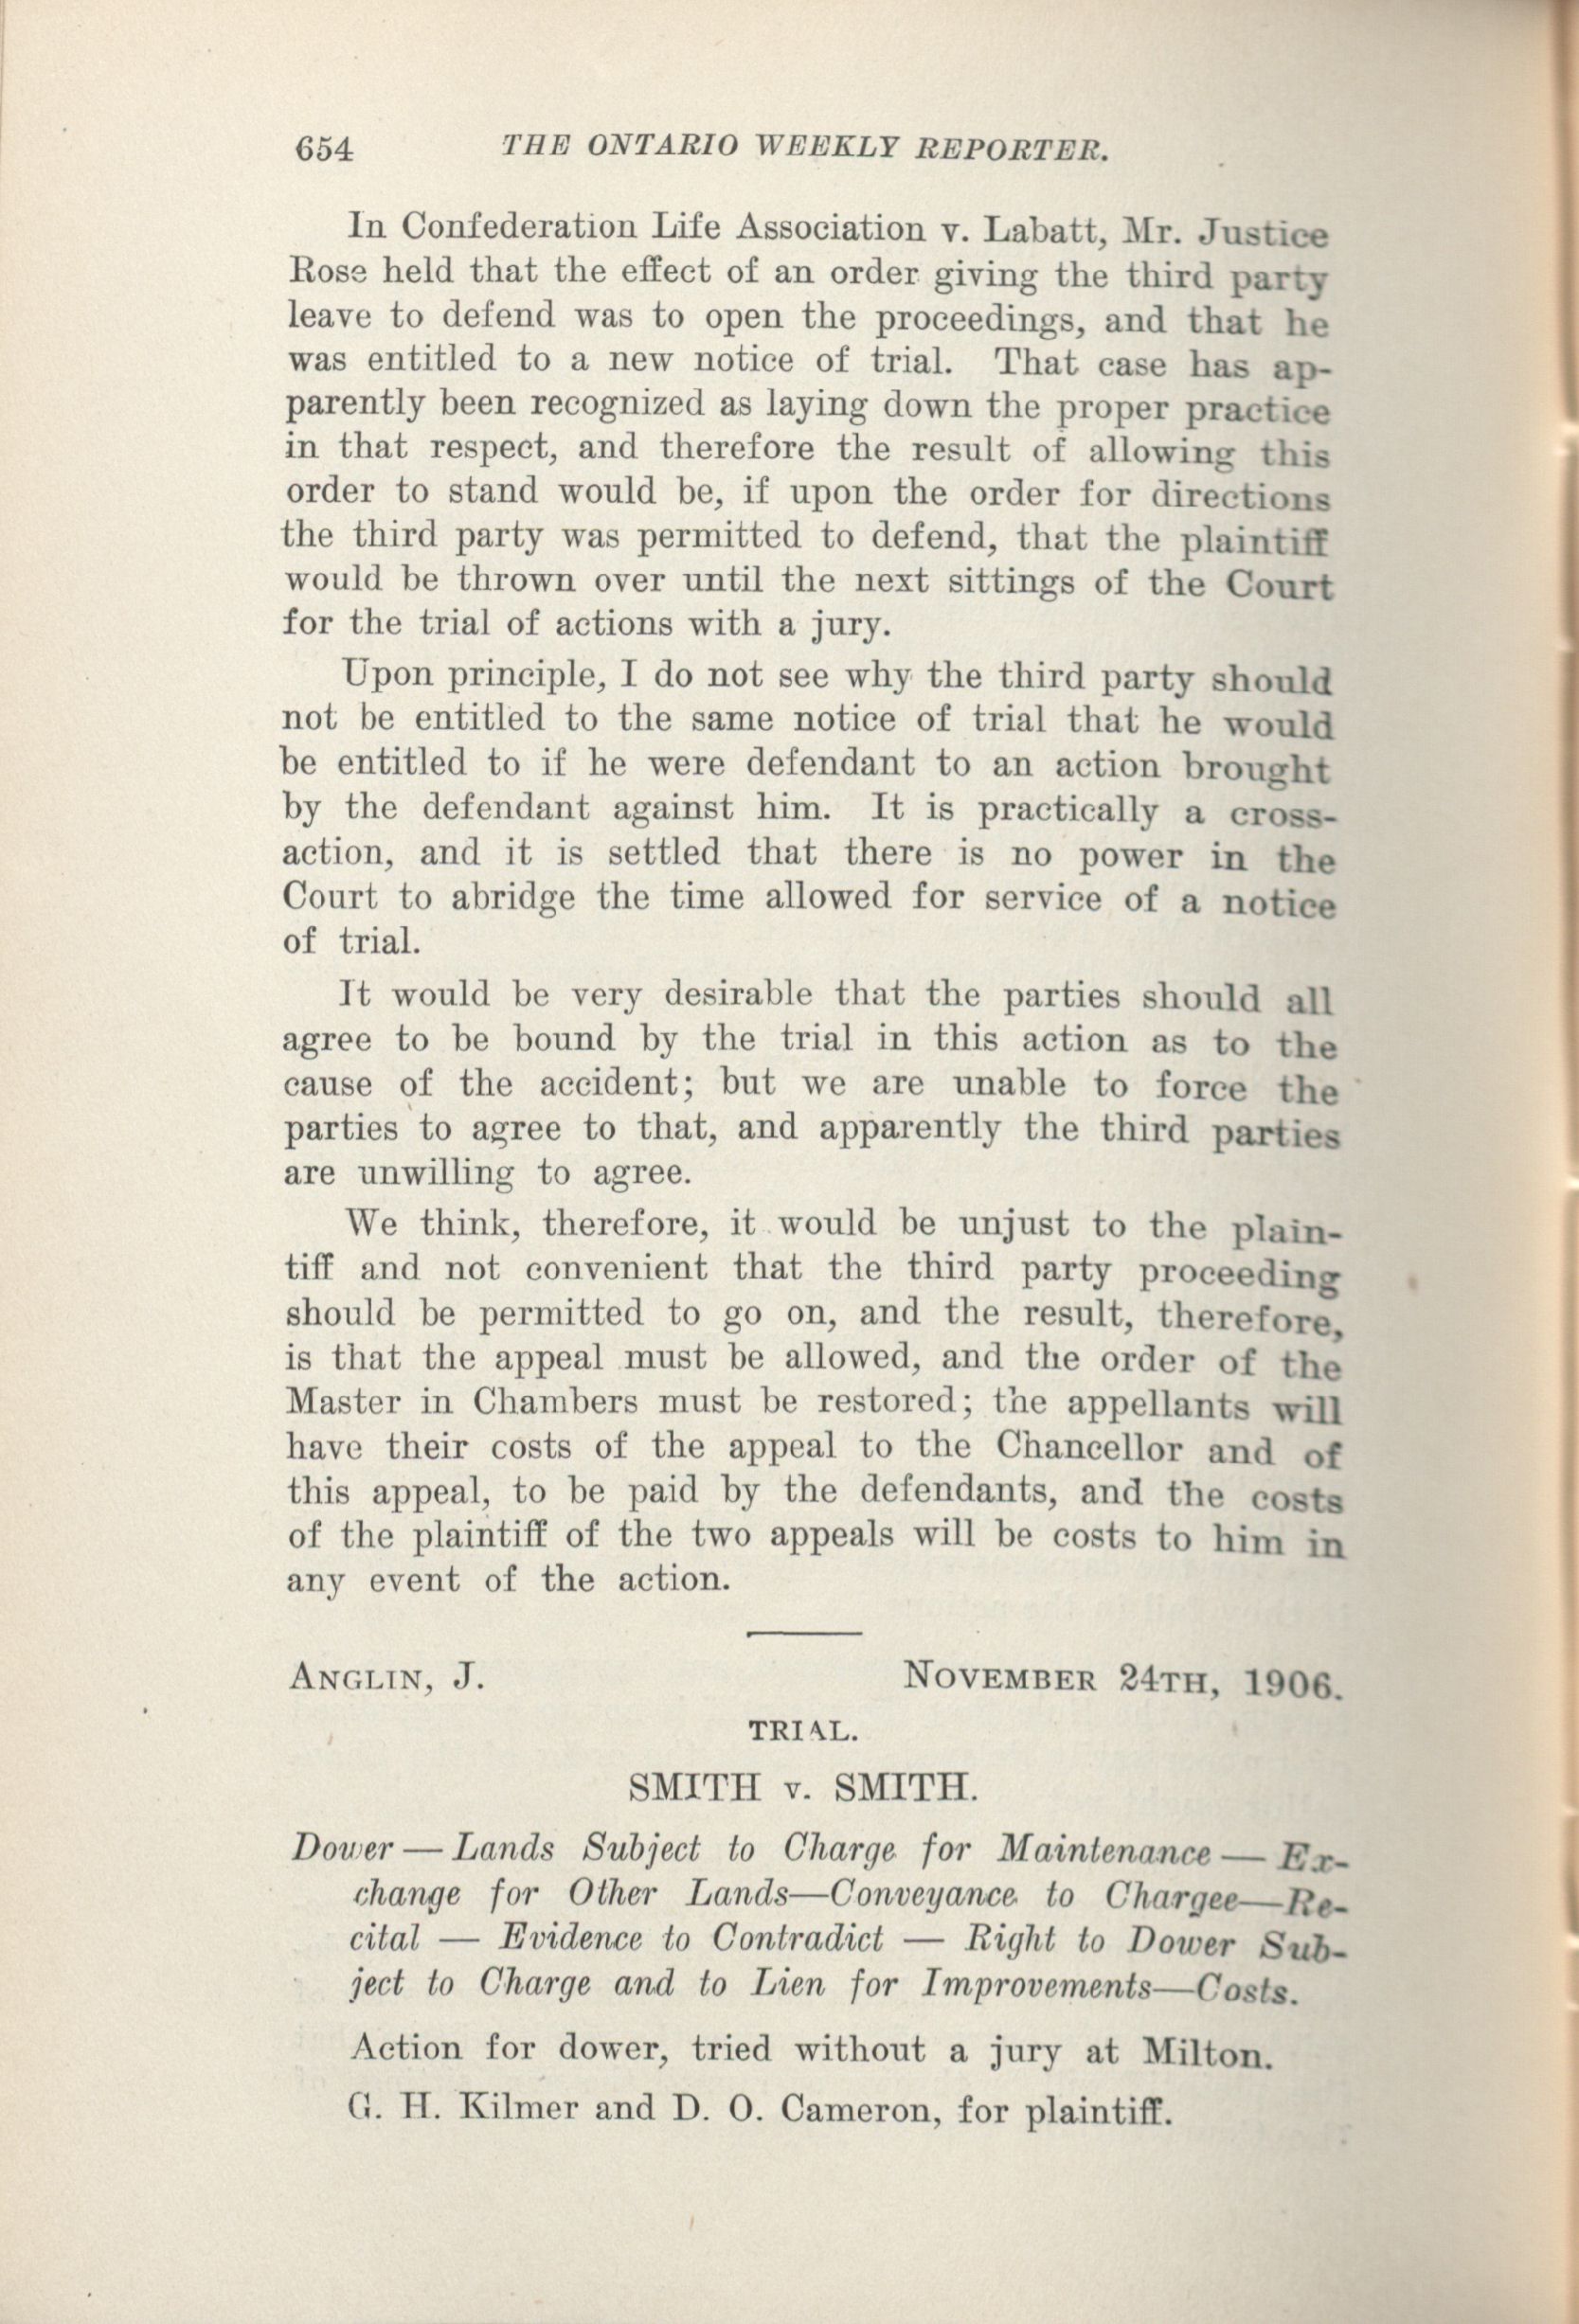 654 THE ONTARIO WEEKLY REPORTER.
In Confederation Life Association v. Labatt, Mr. Justice
Rose held that the effect of an order giving the third party
leave to defend was to open the proceedings, and that he
was entitled to a new notice of trial. That case has ap-
parently been recognized as laying down the proper practice
in that respect, and therefore the result of allowing this
order to stand would be, if upon the order for directions
the third party was permitted to defend, that the plaintiff
would be thrown over until the next sittings of the Court
for the trial of actions with a jury.
Upon principle, I do not see why the third party should
not be entitled to the same notice of trial that he would
be entitled to if he were defendant to an action brought
by the defendant against him. It is practically a cross-
action, and it is settled that there is no power in the
Court to abridge the time allowed for service of a notice
of trial.
It would be very desirable that the parties should all
agree to be bound by the trial in this action as to the
cause of the accident; but we are unable to force the
parties to agree to that, and apparently the third parties
are unwilling to agree.
We think, therefore, it would be unjust to the plain-
tiff and not convenient that the third party proceeding
should be permitted to go on, and the result, therefore,
is that the appeal must be allowed, and the order of the
Master in Chambers must be restored; the appellants will
have their costs of the appeal to the Chancellor and of
this appeal, to be paid by the defendants, and the costs
of the plaintiff of the two appeals will be costs to him in
any event of the action.
ANGLIN, J. NOVEMBER 24TH, 1906.
TRIAL.
SMITH v. SMITH.
Dower — Lands Subject to Charge for Maintenance — Ex-
change for Other Lands—Conveyance to Chargee—Re-
cital — Evidence to Contradict — Right to Dower Sub-
ject to Charge and to Lien for Improvements—Costs.
Action for dower, tried without a jury at Milton.
G. H. Kilmer and D. O. Cameron, for plaintiff.